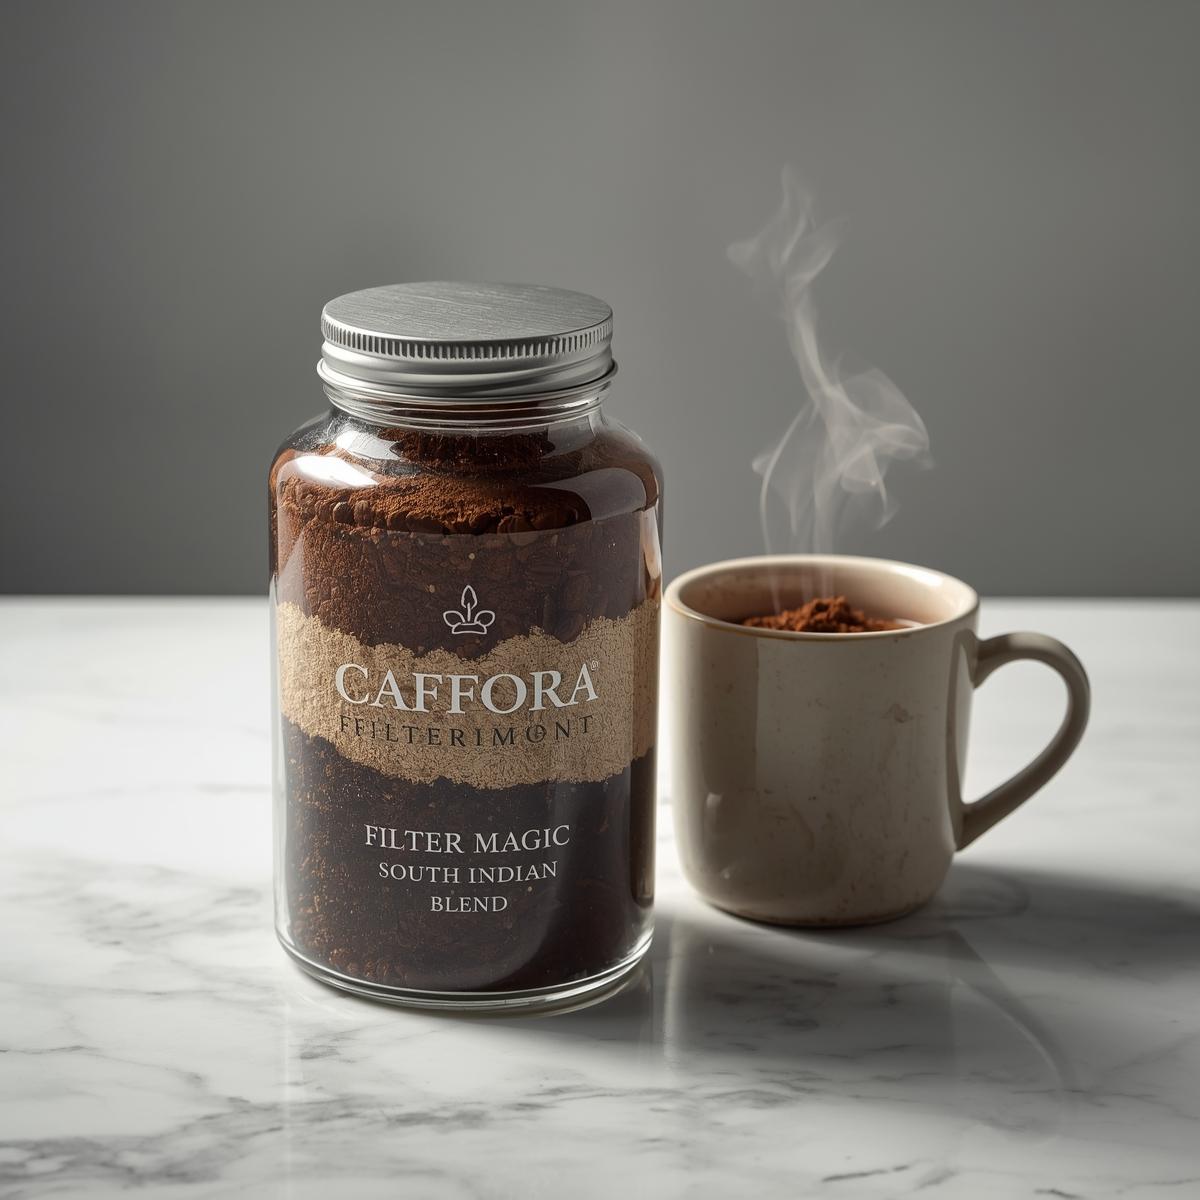 CAFFORA®
FFILTERIMONT
FILTER MAGIC
SOUTH INDIAN
BLEND